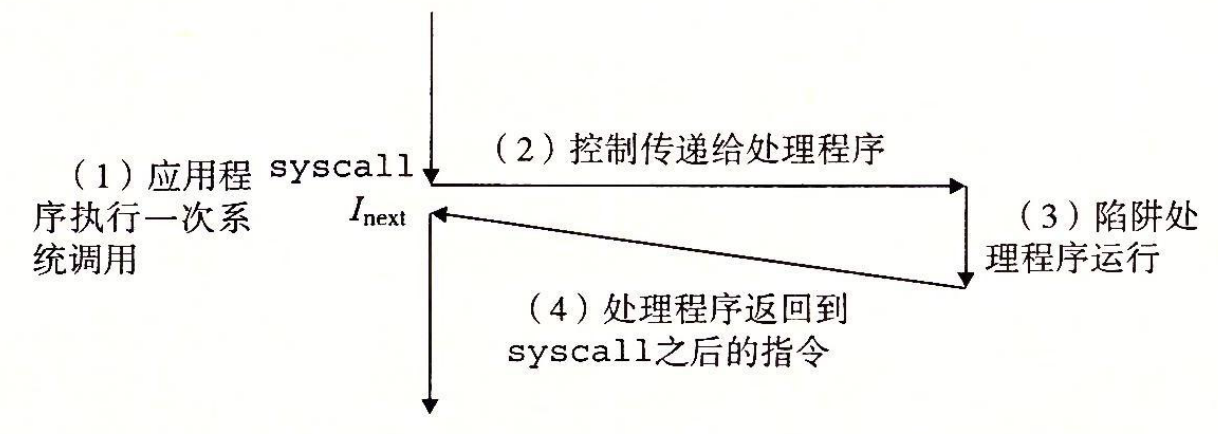 （1）应用程
序执行一次系
统调用
syscall
Inext
（2）控制传递给处理程序
（3）陷阱处
理程序运行
（4）处理程序返回到
syscall之后的指令